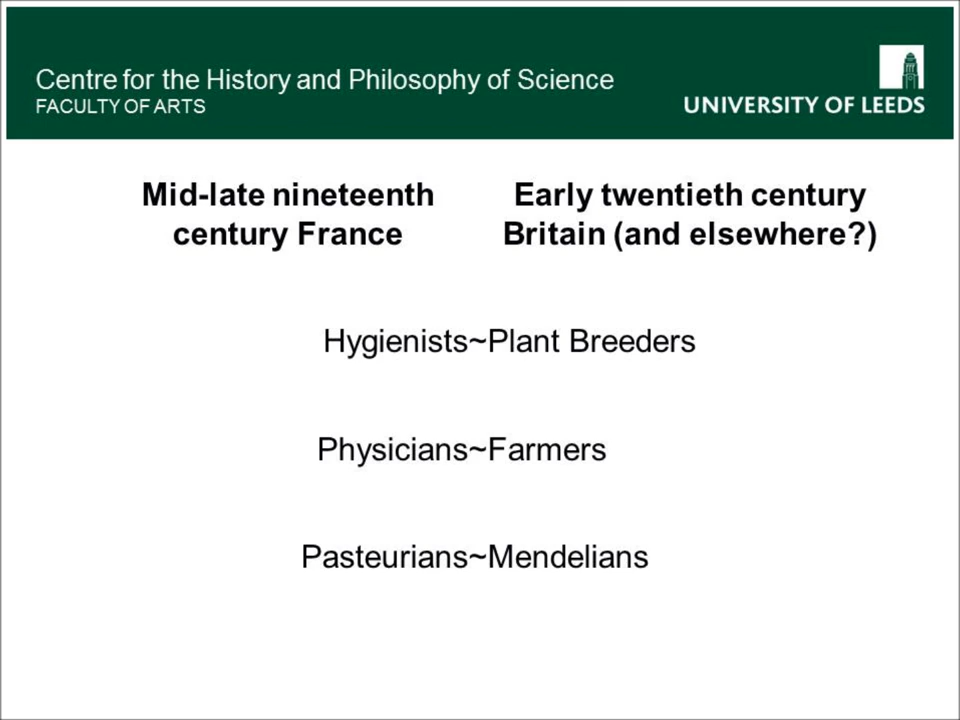 Centre for the History and Philosophy of Science
FACULTY OF ARTS
UNIVERSITY OF LEEDS
Mid-late nineteenth
century France
Early twentieth century
Britain (and elsewhere?)
Hygienists~Plant Breeders
Physicians~Farmers
Pasteurians~Mendelians